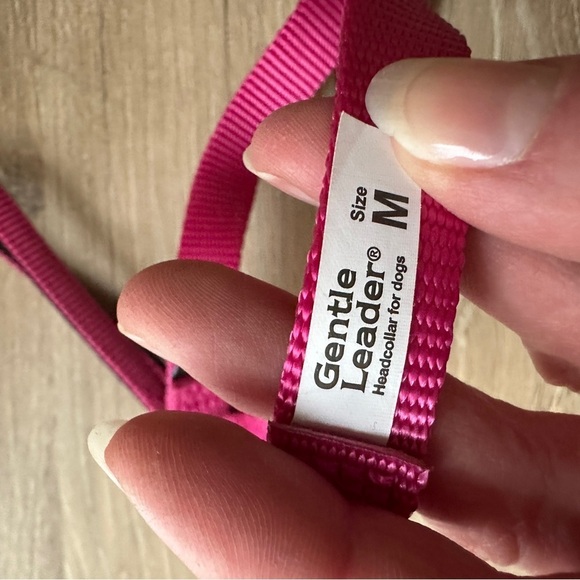 Gentle
Leader®
Headcollar for dogs
Size
M